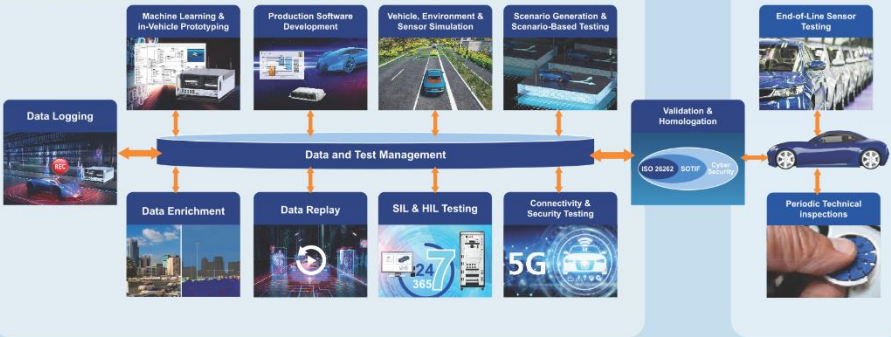 Machine Learning &
in-Vehicle Prototyping
Production Software
Development
Vehicle, Environment &
Sensor Simulation
Scenario Generation &
Scenario-Based Testing
End-of-Line Sensor
Testing
Data Logging
REC
Data and Test Management
Validation &
Homologation
ISO 26262
SOTIF
Cyber
Security
Data Enrichment
Data Replay
SIL & HIL Testing
24
7
365
Connectivity &
Security Testing
5G
Periodic Technical
inspections